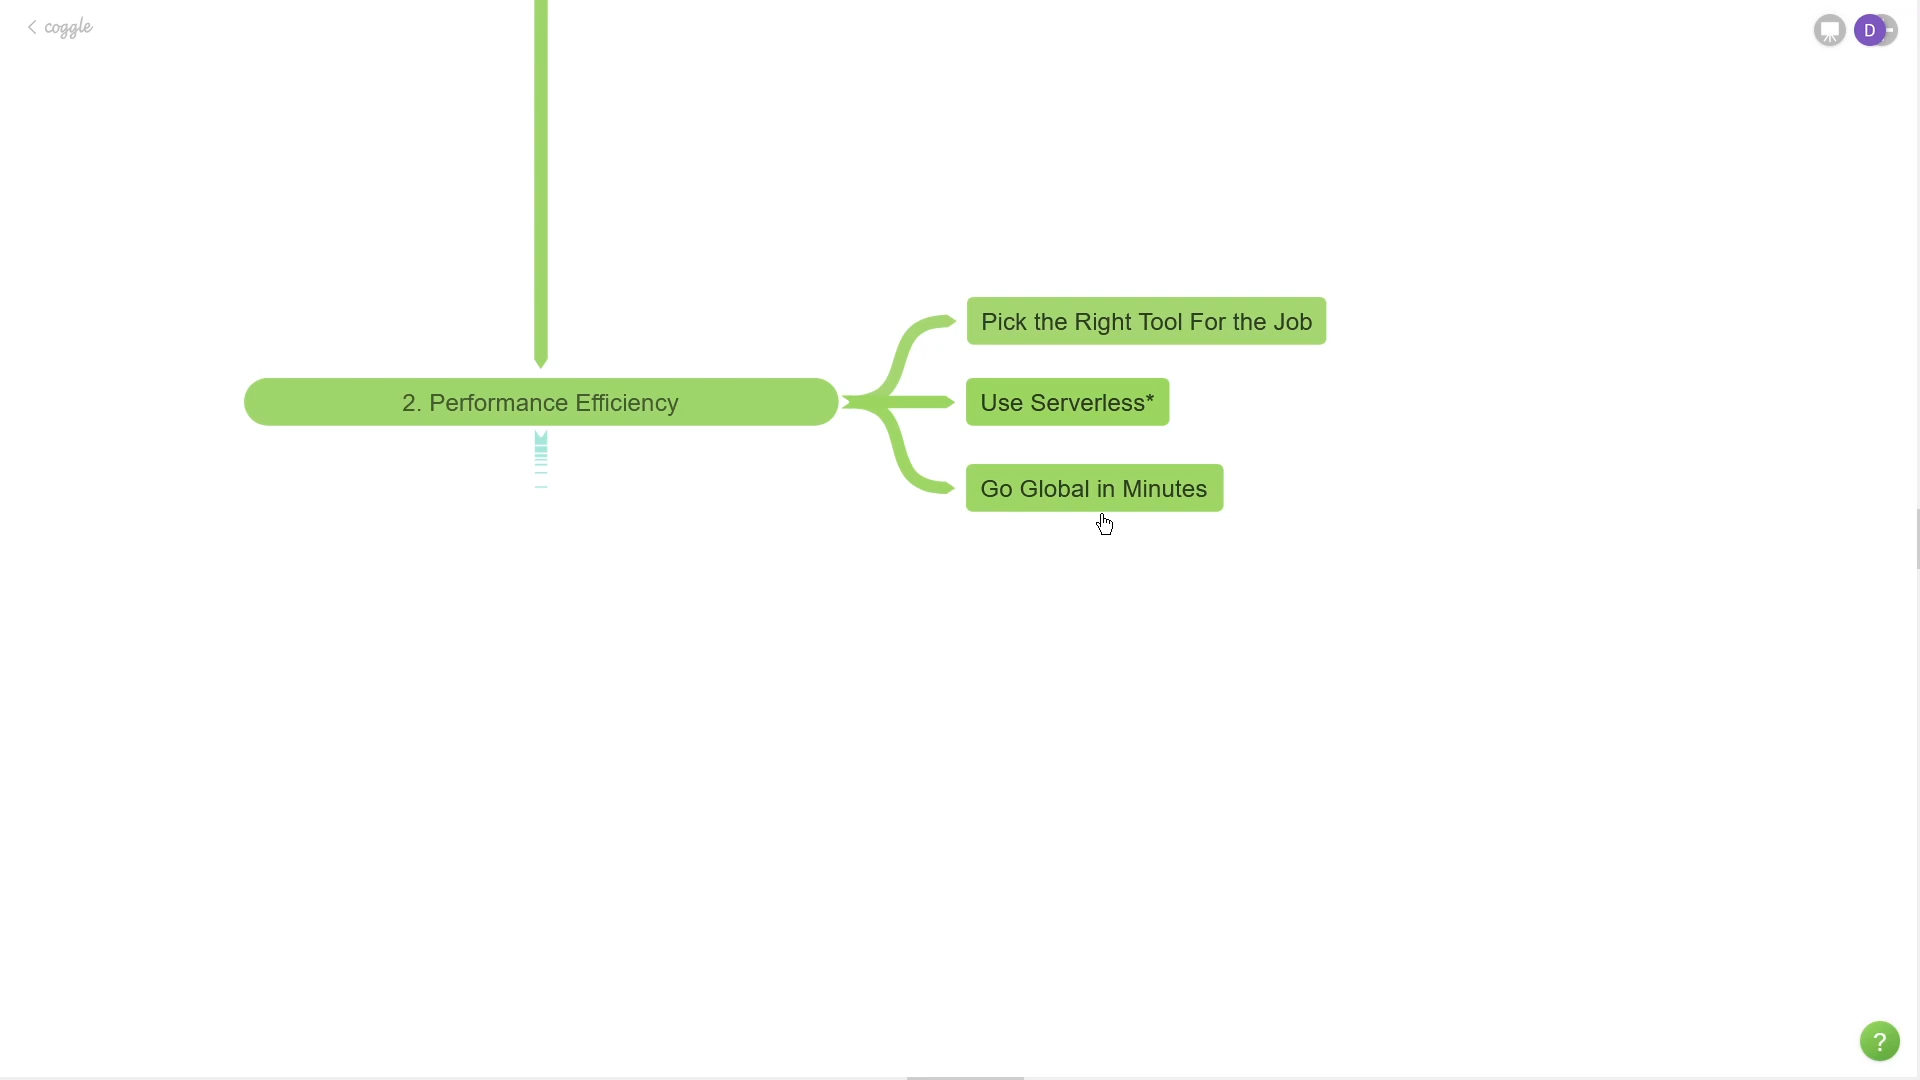 coggle
D
Pick the Right Tool For the Job
2. Performance Efficiency
Use Serverless*
Go Global in Minutes
?